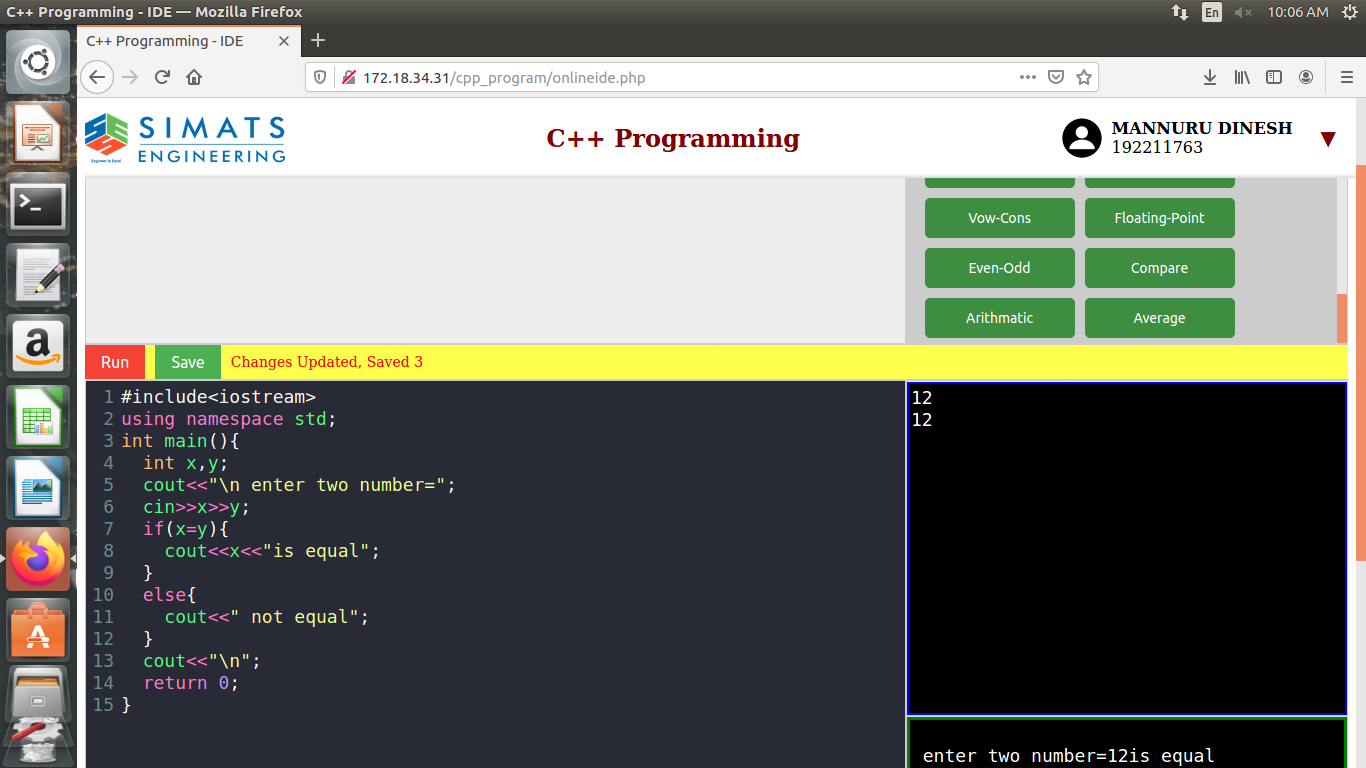 C++ Programming - IDE — Mozilla Firefox
En
10:06 AM
C++ Programming - IDE
172.18.34.31/cpp_program/onlineide.php
SIMATS
ENGINEERING
Engineer to Excel
C++ Programming
MANNURU DINESH
192211763
Vow-Cons
Floating-Point
Even-Odd
Compare
Arithmatic
Average
Run
Save
Changes Updated, Saved 3
1 #include<iostream>
2 using namespace std;
3 int main(){
4   int x,y;
5   cout<<"\n enter two number=";
6   cin>>x>>y;
7   if(x=y){
8     cout<<x<<"is equal";
9   }
10   else{
11     cout<<" not equal";
12   }
13   cout<<"\n";
14   return 0;
15 }
12
12
enter two number=12is equal